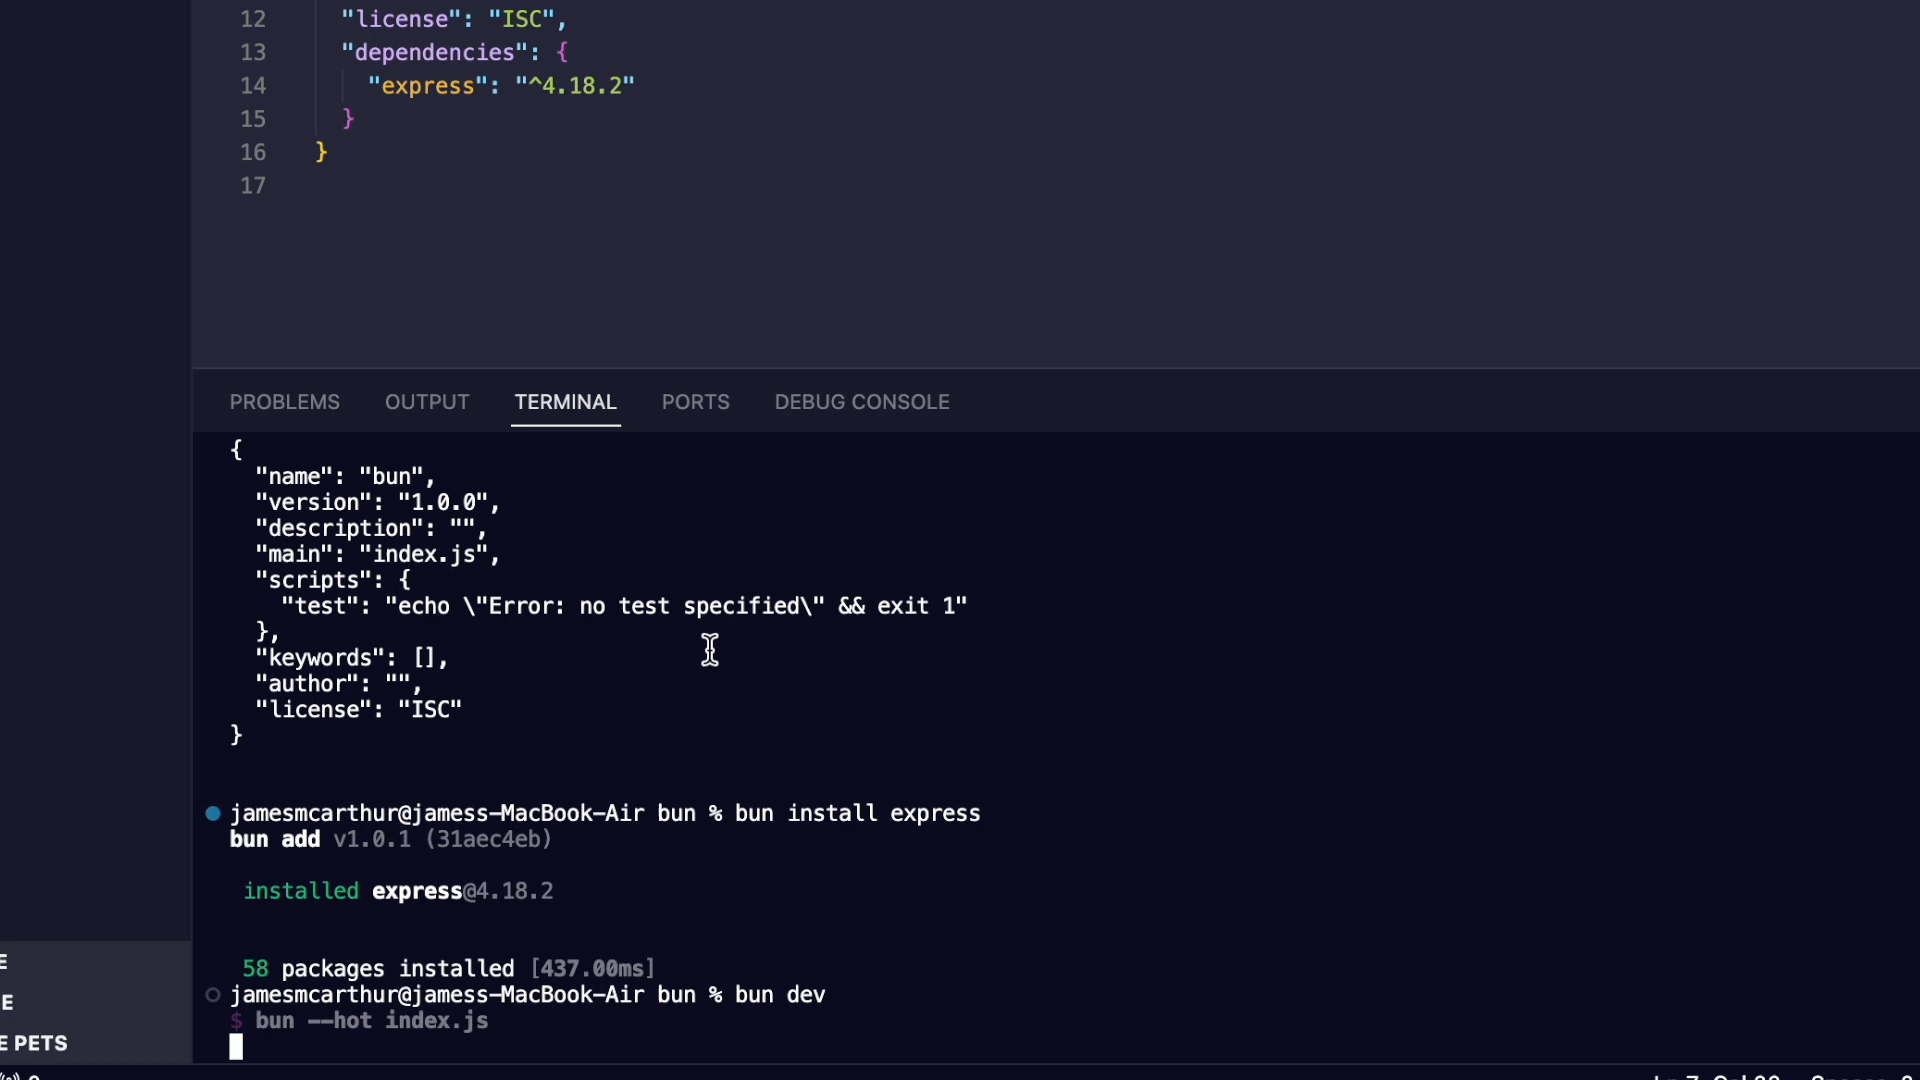 12 "license": "ISC",
13 "dependencies": {
14 "express": "^4.18.2"
15 }
16 }
17
PROBLEMS OUTPUT TERMINAL PORTS DEBUG CONSOLE
{
"name": "bun",
"version": "1.0.0",
"description": "",
"main": "index.js",
"scripts": {
"test": "echo \"Error: no test specified\" && exit 1"
},
"keywords": [],
"author": "",
"license": "ISC"
}
jamesmcarthur@jamess-MacBook-Air bun % bun install express
bun add v1.0.1 (31aec4eb)
installed express@4.18.2
58 packages installed [437.00ms]
jamesmcarthur@jamess-MacBook-Air bun % bun dev
$ bun --hot index.js
E
E
E PETS